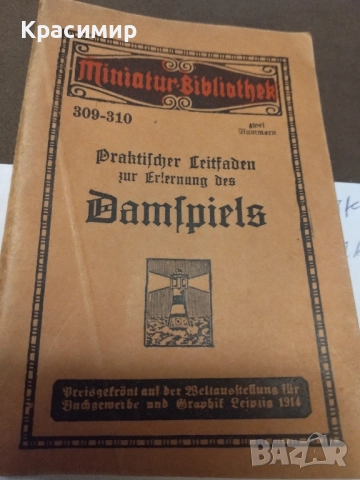 Красимир
Miniatur-Bibliothek
309-310
zwei
Nummern
Praktischer Leitfaden
zur Erlernung des
Damspiels
Preisgekrönt auf der Weltausstellung für
Buchgewerbe und Graphik Leipzig 1914
BAZAR